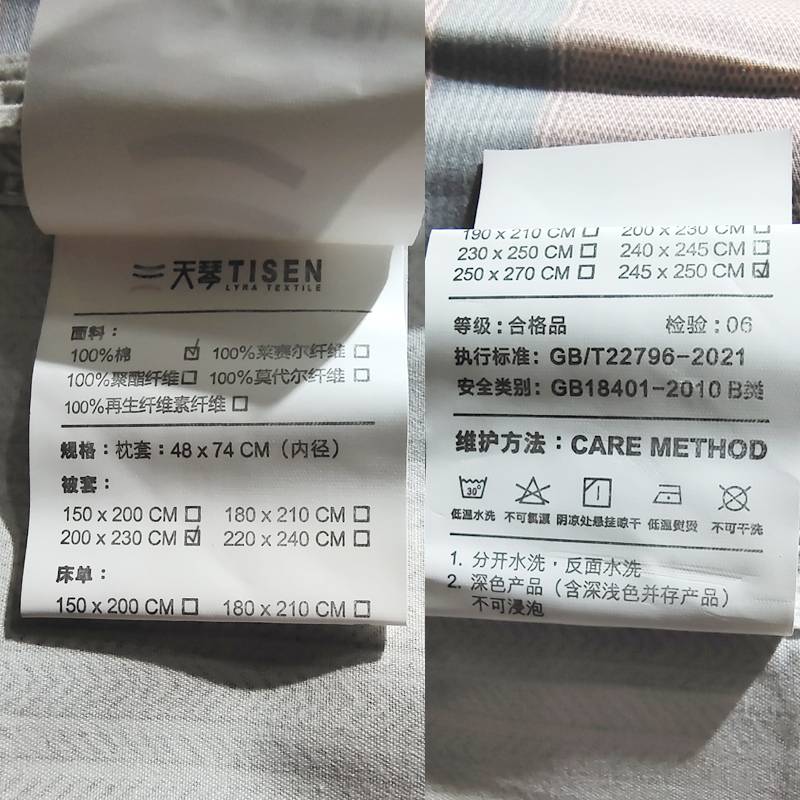 天琴TISEN
LYRA TEXTILE
面料：
100%棉 ☑ 100%莱赛尔纤维 ☐
100%聚酯纤维 ☐ 100%莫代尔纤维 ☐
100%再生纤维素纤维 ☐
规格：枕套：48 x 74 CM（内径）
被套：
150 x 200 CM ☐ 180 x 210 CM ☐
200 x 230 CM ☑ 220 x 240 CM ☐
床单：
150 x 200 CM ☐ 180 x 210 CM ☐
190 x 210 CM ☐ 200 x 230 CM ☐
230 x 250 CM ☐ 240 x 245 CM ☐
250 x 270 CM ☐ 245 x 250 CM ☑
等级：合格品 检验：06
执行标准：GB/T22796-2021
安全类别：GB18401-2010 B类
维护方法：CARE METHOD
30°
低温水洗 不可氯漂 阴凉处悬挂晾干 低温熨烫 不可干洗
1. 分开水洗，反面水洗
2. 深色产品（含深浅色并存产品）
不可浸泡